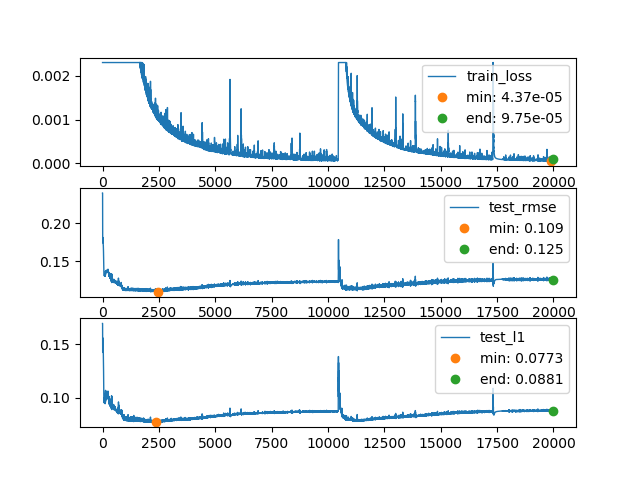 0.002
0.001
0.000
train_loss
min: 4.37e-05
end: 9.75e-05
0 2500 5000 7500 10000 12500 15000 17500 20000
0.20
0.15
test_rmse
min: 0.109
end: 0.125
0 2500 5000 7500 10000 12500 15000 17500 20000
0.15
0.10
test_l1
min: 0.0773
end: 0.0881
0 2500 5000 7500 10000 12500 15000 17500 20000